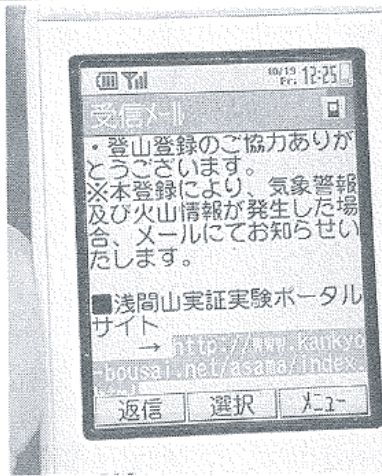 10/19 Fri. 12:25
受信メール
・登山登録のご協力ありが
とうございます。
※本登録により、気象警報
及び火山情報が発生した場
合、メールにてお知らせい
たします。
■浅間山実証実験ポータル
サイト
→ http://www.kankyo
-bousai.net/asama/index.
返信 選択 メニュー